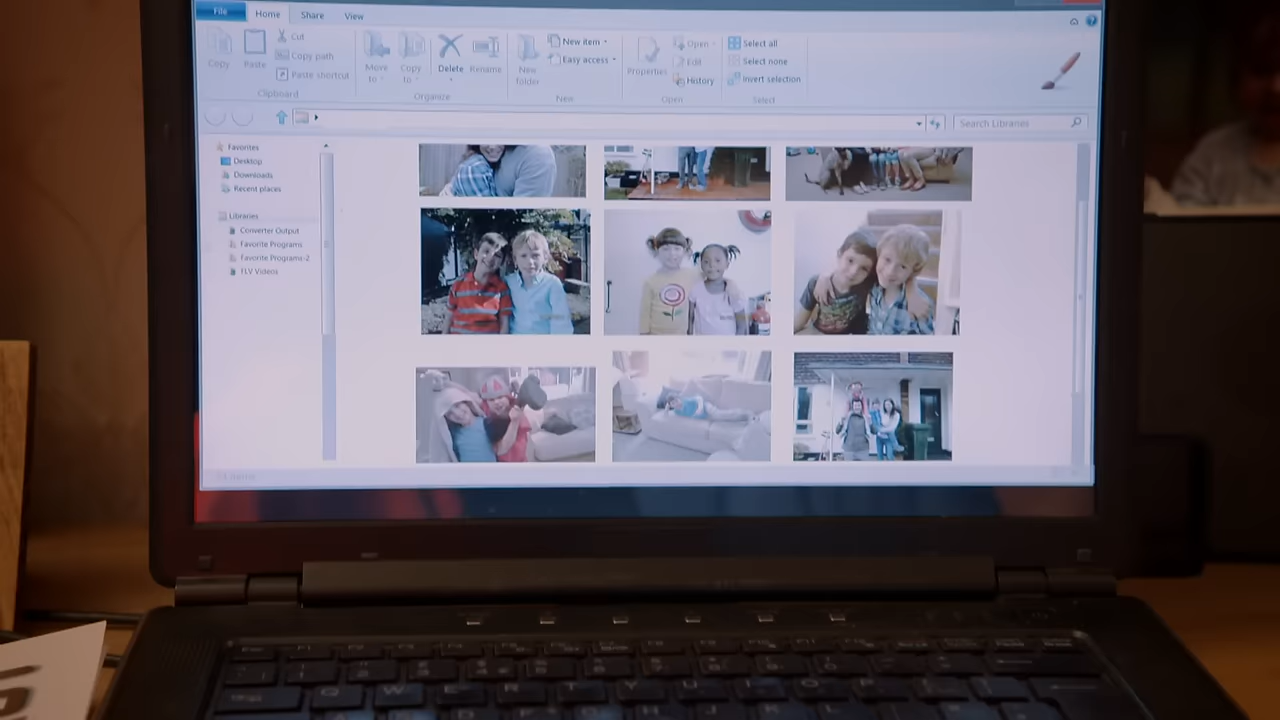 File Home Share View
Copy Paste Cut Copy path Paste shortcut
Clipboard
Move to Copy to Delete Rename
Organize
New folder New item Easy access
New
Properties Open Edit History
Open
Select all Select none Invert selection
Select
Search Libraries
Favorites
Desktop
Downloads
Recent places
Libraries
Converter Output
Favorite Programs
Favorite Programs-2
TLV Videos